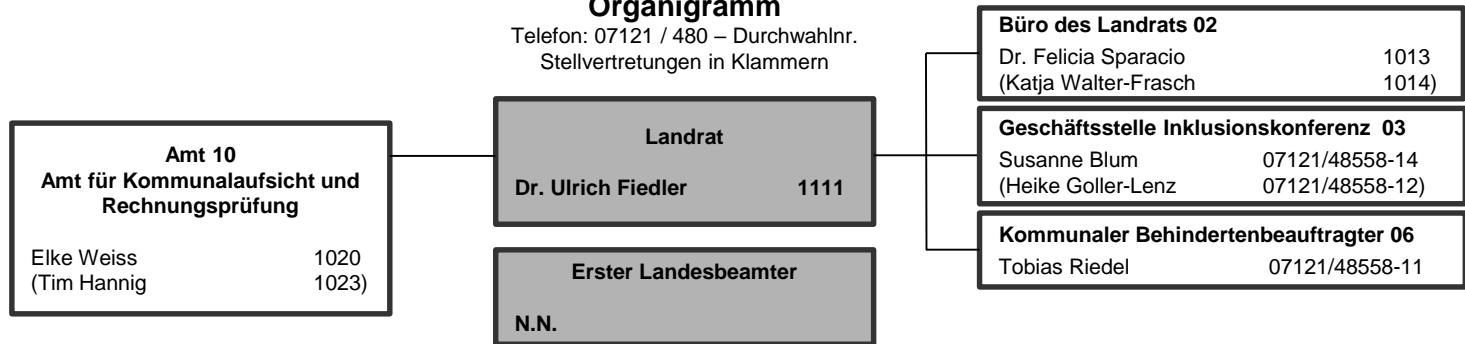 Organigramm
Telefon: 07121 / 480 – Durchwahlnr.
Stellvertretungen in Klammern
Amt 10
Amt für Kommunalaufsicht und
Rechnungsprüfung
Elke Weiss 1020
(Tim Hannig 1023)
Landrat
Dr. Ulrich Fiedler 1111
Erster Landesbeamter
N.N.
Büro des Landrats 02
Dr. Felicia Sparacio 1013
(Katja Walter-Frasch 1014)
Geschäftsstelle Inklusionskonferenz 03
Susanne Blum 07121/48558-14
(Heike Goller-Lenz 07121/48558-12)
Kommunaler Behindertenbeauftragter 06
Tobias Riedel 07121/48558-11